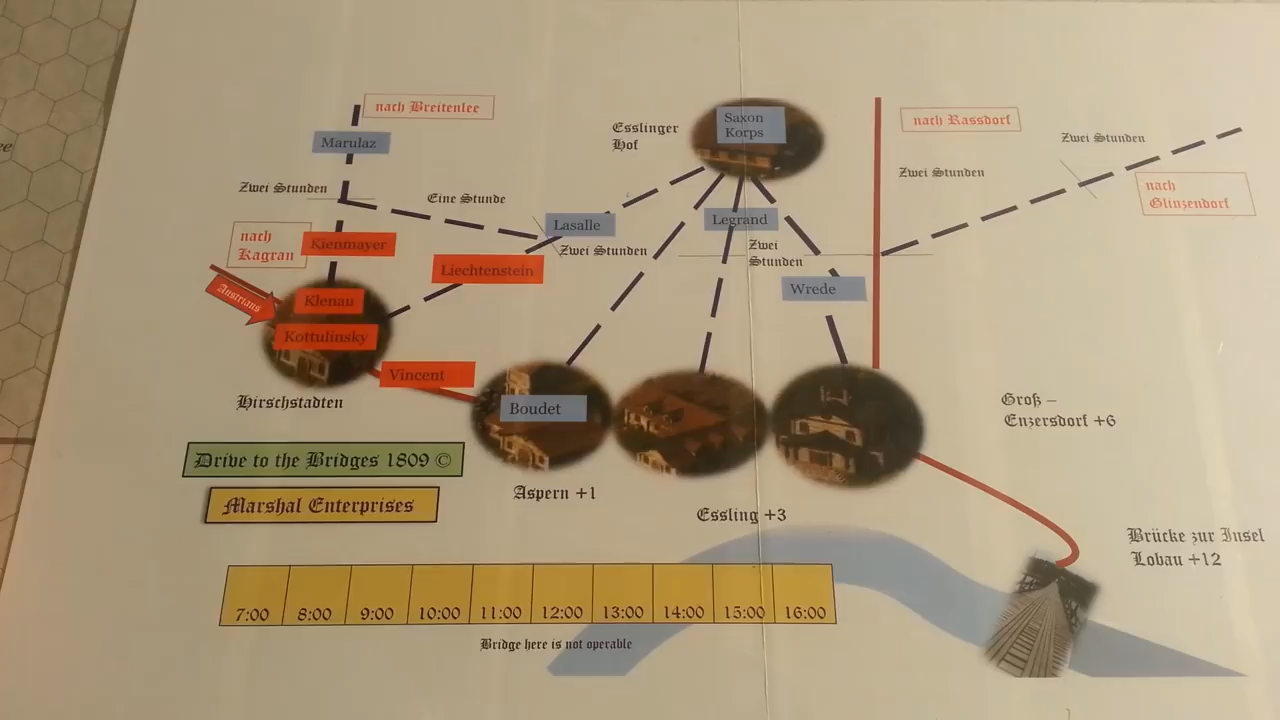 nach Breitenlee
Marulaz
Zwei Stunden
Eine Stunde
Esslinger
Hof
Saxon
Korps
nach Rassdorf
Zwei Stunden
Zwei Stunden
nach
Glinzendorf
nach
Kagran
Kienmayer
Lasalle
Zwei Stunden
Legrand
Zwei
Stunden
Liechtenstein
Wrede
Austrians
Klenau
Kottulinsky
Vincent
Boudet
Hirschstadten
Groß –
Enzersdorf +6
Drive to the Bridges 1809 ©
Marshal Enterprises
Aspern +1
Essling +3
Brücke zur Insel
Lobau +12
7:00 8:00 9:00 10:00 11:00 12:00 13:00 14:00 15:00 16:00
Bridge here is not operable